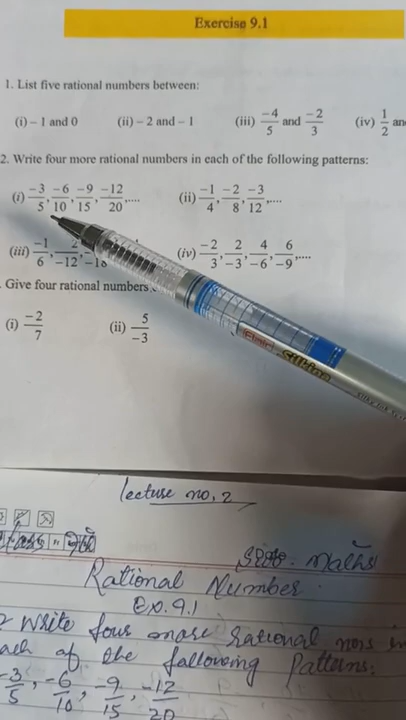 Exercise 9.1
1. List five rational numbers between:
(i) – 1 and 0 (ii) – 2 and – 1 (iii) -4/5 and -2/3 (iv) 1/2 an
2. Write four more rational numbers in each of the following patterns:
(i) -3/5, -6/10, -9/15, -12/20,.... (ii) -1/4, -2/8, -3/12,....
(iii) -1/6, 2/-12, (iv) -2/3, 2/-3, 4/-6, 6/-9,....
. Give four rational numbers
(i) -2/7 (ii) 5/-3
lecture no, 2
Maths
Rational Number
Ex. 9.1
Write four more rational nors in
ach of the following Patterns:
-3/5, -6/10, -9/15, -12/20